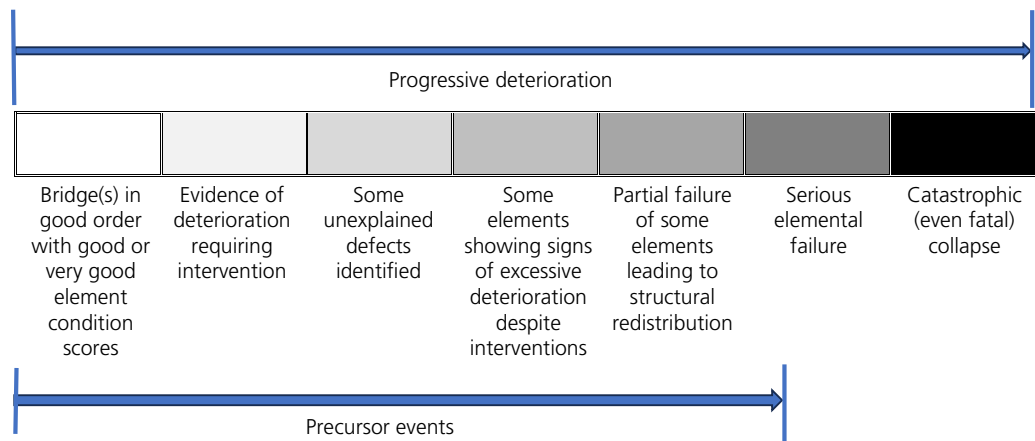 Progressive deterioration
Bridge(s) in
good order
with good or
very good
element
condition
scores
Evidence of
deterioration
requiring
intervention
Some
unexplained
defects
identified
Some
elements
showing signs
of excessive
deterioration
despite
interventions
Partial failure
of some
elements
leading to
structural
redistribution
Serious
elemental
failure
Catastrophic
(even fatal)
collapse
Precursor events